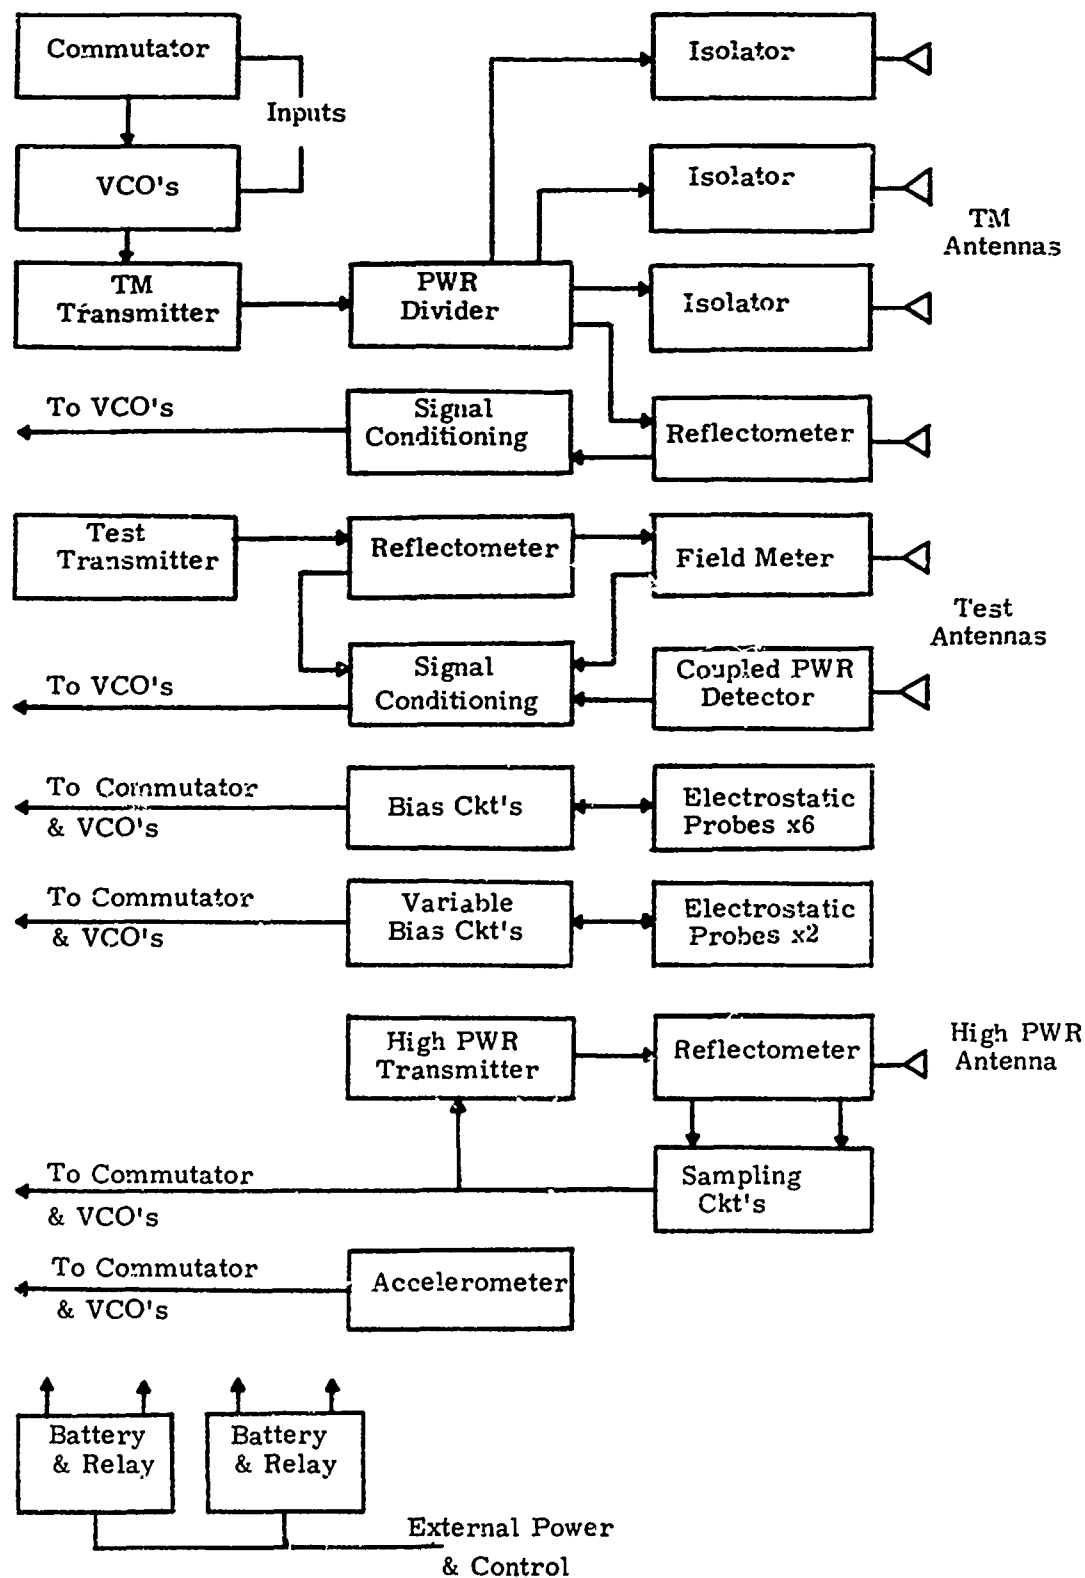 Commutator
Isolator
Inputs
VCO's
Isolator
TM
Antennas
TM
Transmitter
PWR
Divider
Isolator
To VCO's
Signal
Conditioning
Reflectometer
Test
Transmitter
Reflectometer
Field Meter
Test
Antennas
To VCO's
Signal
Conditioning
Coupled PWR
Detector
To Commutator
& VCO's
Bias Ckt's
Electrostatic
Probes x6
To Commutator
& VCO's
Variable
Bias Ckt's
Electrostatic
Probes x2
High PWR
Transmitter
Reflectometer
High PWR
Antenna
To Commutator
& VCO's
Sampling
Ckt's
To Commutator
& VCO's
Accelerometer
Battery
& Relay
Battery
& Relay
External Power
& Control